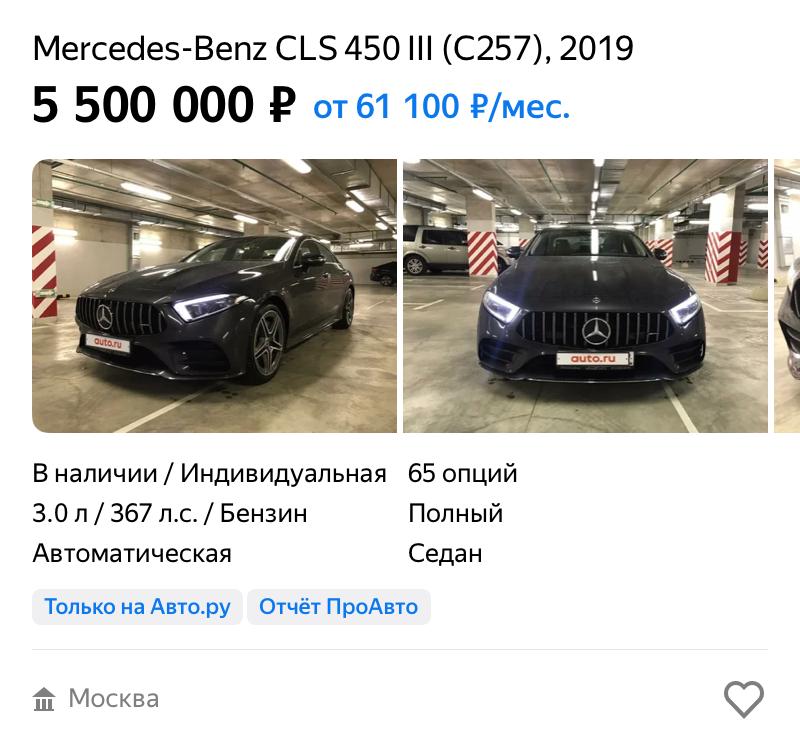 Mercedes-Benz CLS 450 III (C257), 2019
5 500 000 ₽ от 61 100 ₽/мес.
auto.ru
auto.ru
В наличии / Индивидуальная 65 опций
3.0 л / 367 л.с. / Бензин Полный
Автоматическая Седан
Только на Авто.ру Отчёт ПроАвто
Москва